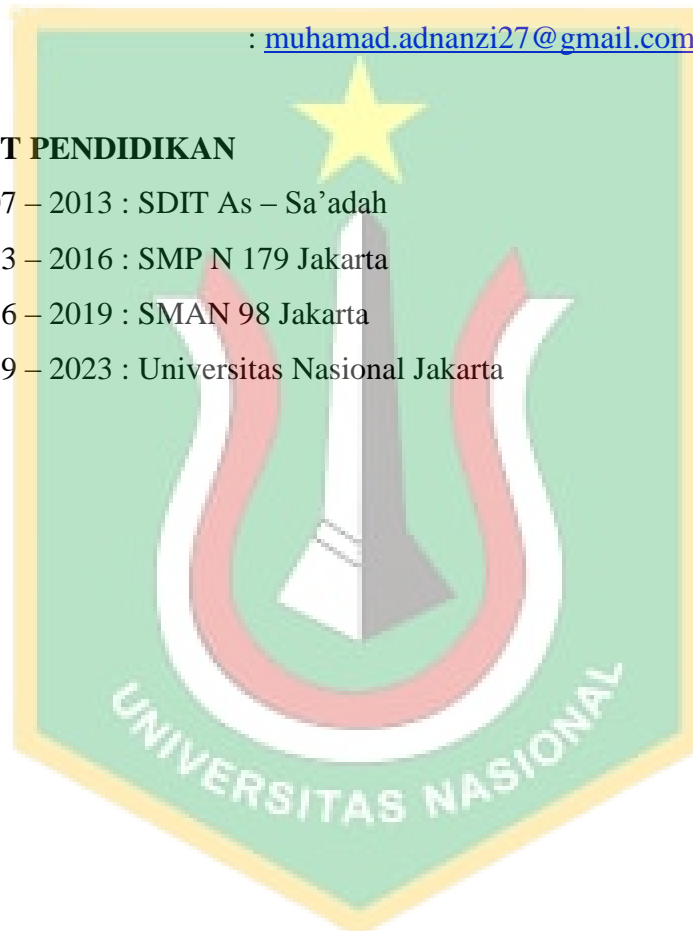 : muhamad.adnanzi27@gmail.com
T PENDIDIKAN
7 – 2013 : SDIT As – Sa’adah
3 – 2016 : SMP N 179 Jakarta
6 – 2019 : SMAN 98 Jakarta
9 – 2023 : Universitas Nasional Jakarta
UNIVERSITAS NASIONAL